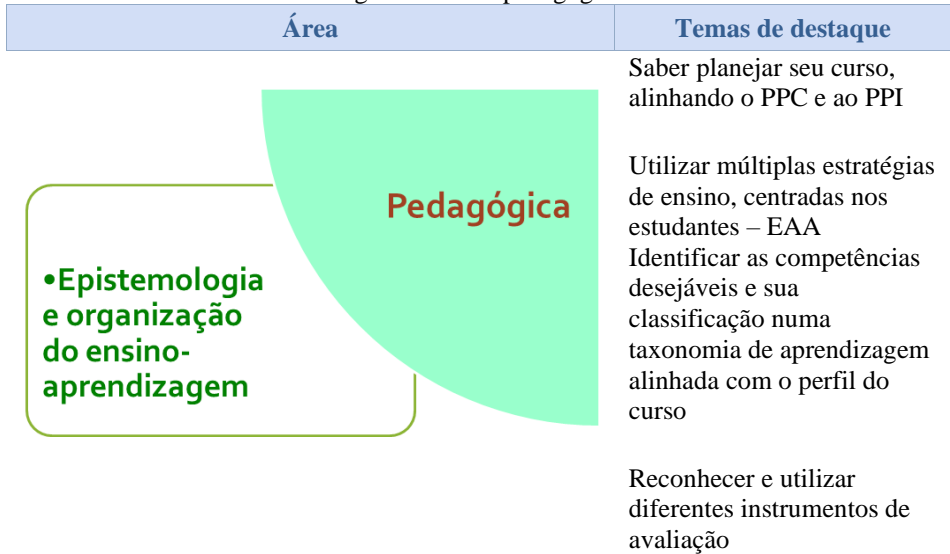 Área
Temas de destaque
Pedagógica
•Epistemologia
e organização
do ensino-
aprendizagem
Saber planejar seu curso,
alinhando o PPC e ao PPI
Utilizar múltiplas estratégias
de ensino, centradas nos
estudantes – EAA
Identificar as competências
desejáveis e sua
classificação numa
taxonomia de aprendizagem
alinhada com o perfil do
curso
Reconhecer e utilizar
diferentes instrumentos de
avaliação